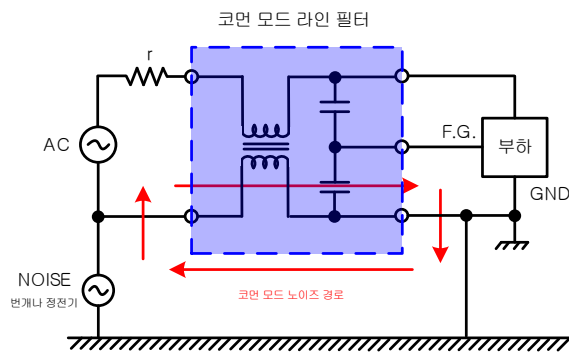 코먼 모드 라인 필터
r
AC
F.G.
부하
GND
NOISE
번개나 정전기
코먼 모드 노이즈 경로